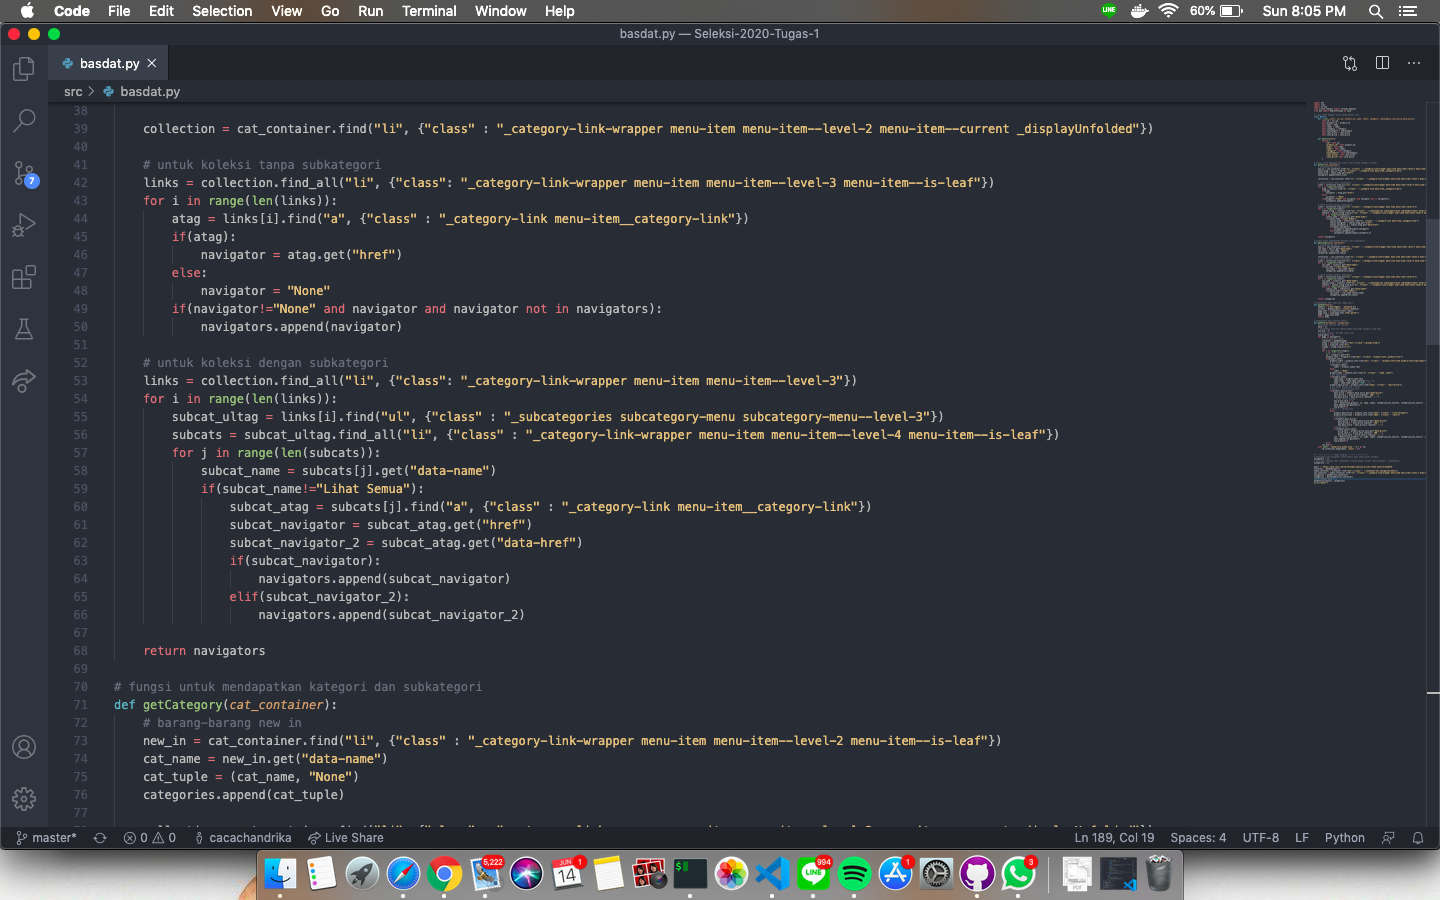 Code File Edit Selection View Go Run Terminal Window Help LINE 60% Sun 8:05 PM
basdat.py — Seleksi-2020-Tugas-1
basdat.py
src > basdat.py
38
39 collection = cat_container.find("li", {"class" : "_category-link-wrapper menu-item menu-item--level-2 menu-item--current _displayUnfolded"})
40
41 # untuk koleksi tanpa subkategori
42 links = collection.find_all("li", {"class": "_category-link-wrapper menu-item menu-item--level-3 menu-item--is-leaf"})
43 for i in range(len(links)):
44 atag = links[i].find("a", {"class" : "_category-link menu-item__category-link"})
45 if(atag):
46 navigator = atag.get("href")
47 else:
48 navigator = "None"
49 if(navigator!="None" and navigator and navigator not in navigators):
50 navigators.append(navigator)
51
52 # untuk koleksi dengan subkategori
53 links = collection.find_all("li", {"class": "_category-link-wrapper menu-item menu-item--level-3"})
54 for i in range(len(links)):
55 subcat_ultag = links[i].find("ul", {"class" : "_subcategories subcategory-menu subcategory-menu--level-3"})
56 subcats = subcat_ultag.find_all("li", {"class" : "_category-link-wrapper menu-item menu-item--level-4 menu-item--is-leaf"})
57 for j in range(len(subcats)):
58 subcat_name = subcats[j].get("data-name")
59 if(subcat_name!="Lihat Semua"):
60 subcat_atag = subcats[j].find("a", {"class" : "_category-link menu-item__category-link"})
61 subcat_navigator = subcat_atag.get("href")
62 subcat_navigator_2 = subcat_atag.get("data-href")
63 if(subcat_navigator):
64 navigators.append(subcat_navigator)
65 elif(subcat_navigator_2):
66 navigators.append(subcat_navigator_2)
67
68 return navigators
69
70 # fungsi untuk mendapatkan kategori dan subkategori
71 def getCategory(cat_container):
72 # barang-barang new in
73 new_in = cat_container.find("li", {"class" : "_category-link-wrapper menu-item menu-item--level-2 menu-item--is-leaf"})
74 cat_name = new_in.get("data-name")
75 cat_tuple = (cat_name, "None")
76 categories.append(cat_tuple)
77
7
master* 0 0 cacachandrika Live Share Ln 189, Col 19 Spaces: 4 UTF-8 LF Python
5,222 JUN 14 1 $ LINE 994 1 3 PDF